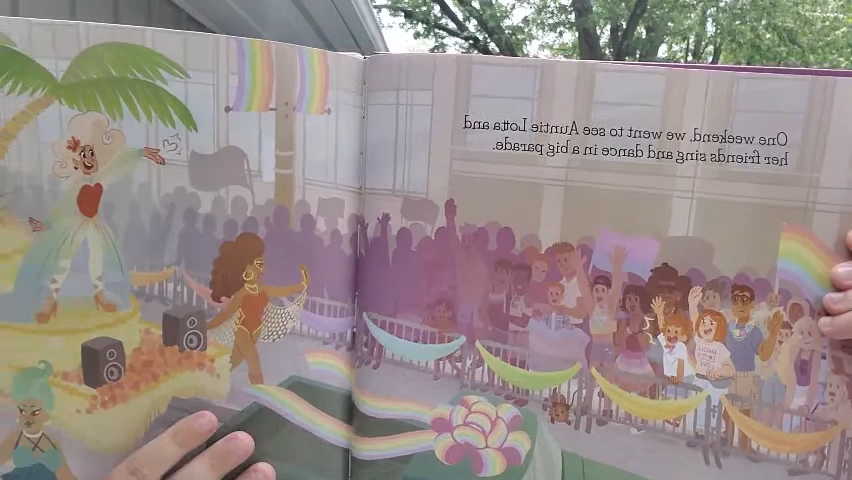 One weekend, we went to see Auntie Lotta and
her friends sing and dance in a big parade.